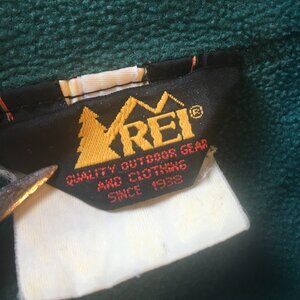 REI®
QUALITY OUTDOOR GEAR
AND CLOTHING
SINCE 1938